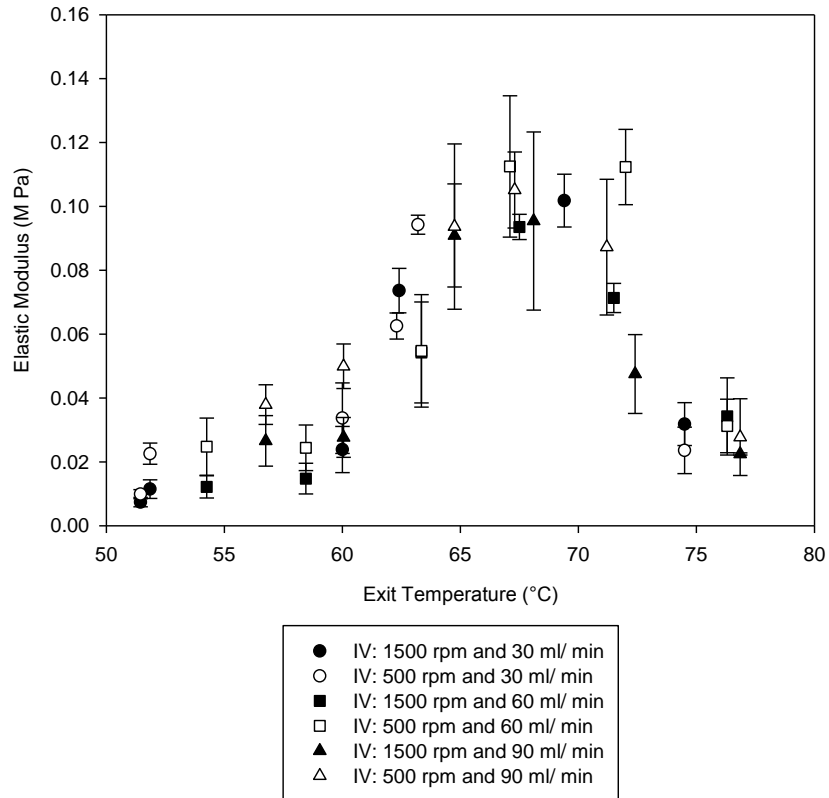 0.16
0.14
0.12
0.10
0.08
0.06
0.04
0.02
0.00
Elastic Modulus (M Pa)
50 55 60 65 70 75 80
Exit Temperature (°C)
IV: 1500 rpm and 30 ml/ min
IV: 500 rpm and 30 ml/ min
IV: 1500 rpm and 60 ml/ min
IV: 500 rpm and 60 ml/ min
IV: 1500 rpm and 90 ml/ min
IV: 500 rpm and 90 ml/ min